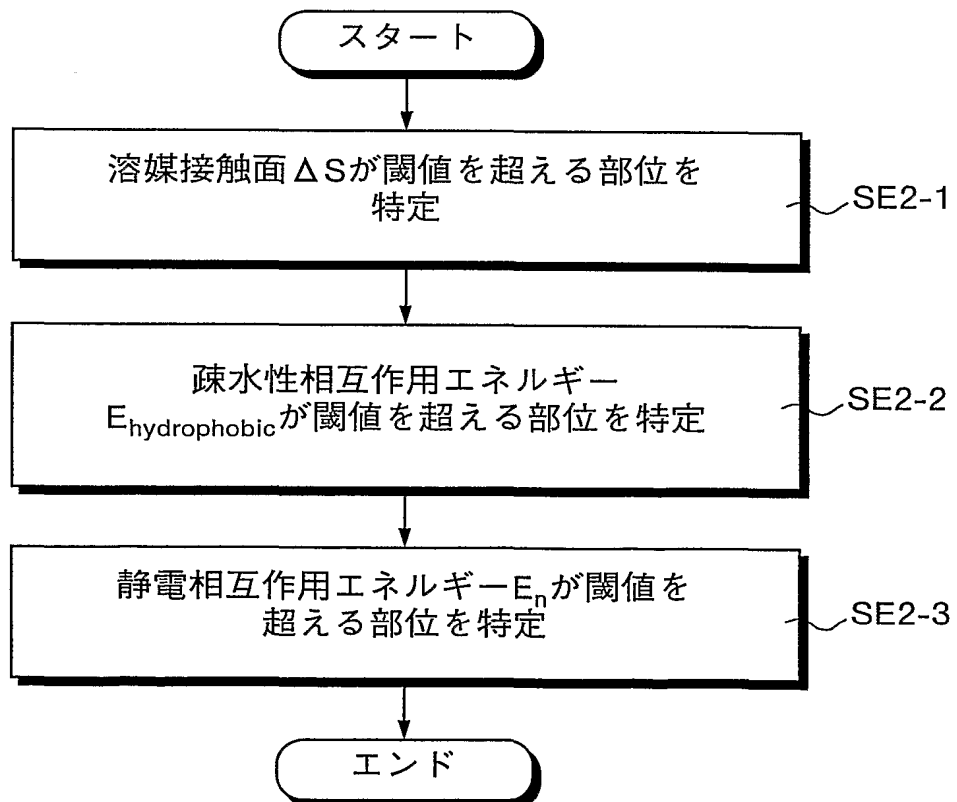 スタート
溶媒接触面ΔSが閾値を超える部位を
特定
SE2-1
疎水性相互作用エネルギー
E_hydrophobicが閾値を超える部位を特定
SE2-2
静電相互作用エネルギーE_nが閾値を
超える部位を特定
SE2-3
エンド